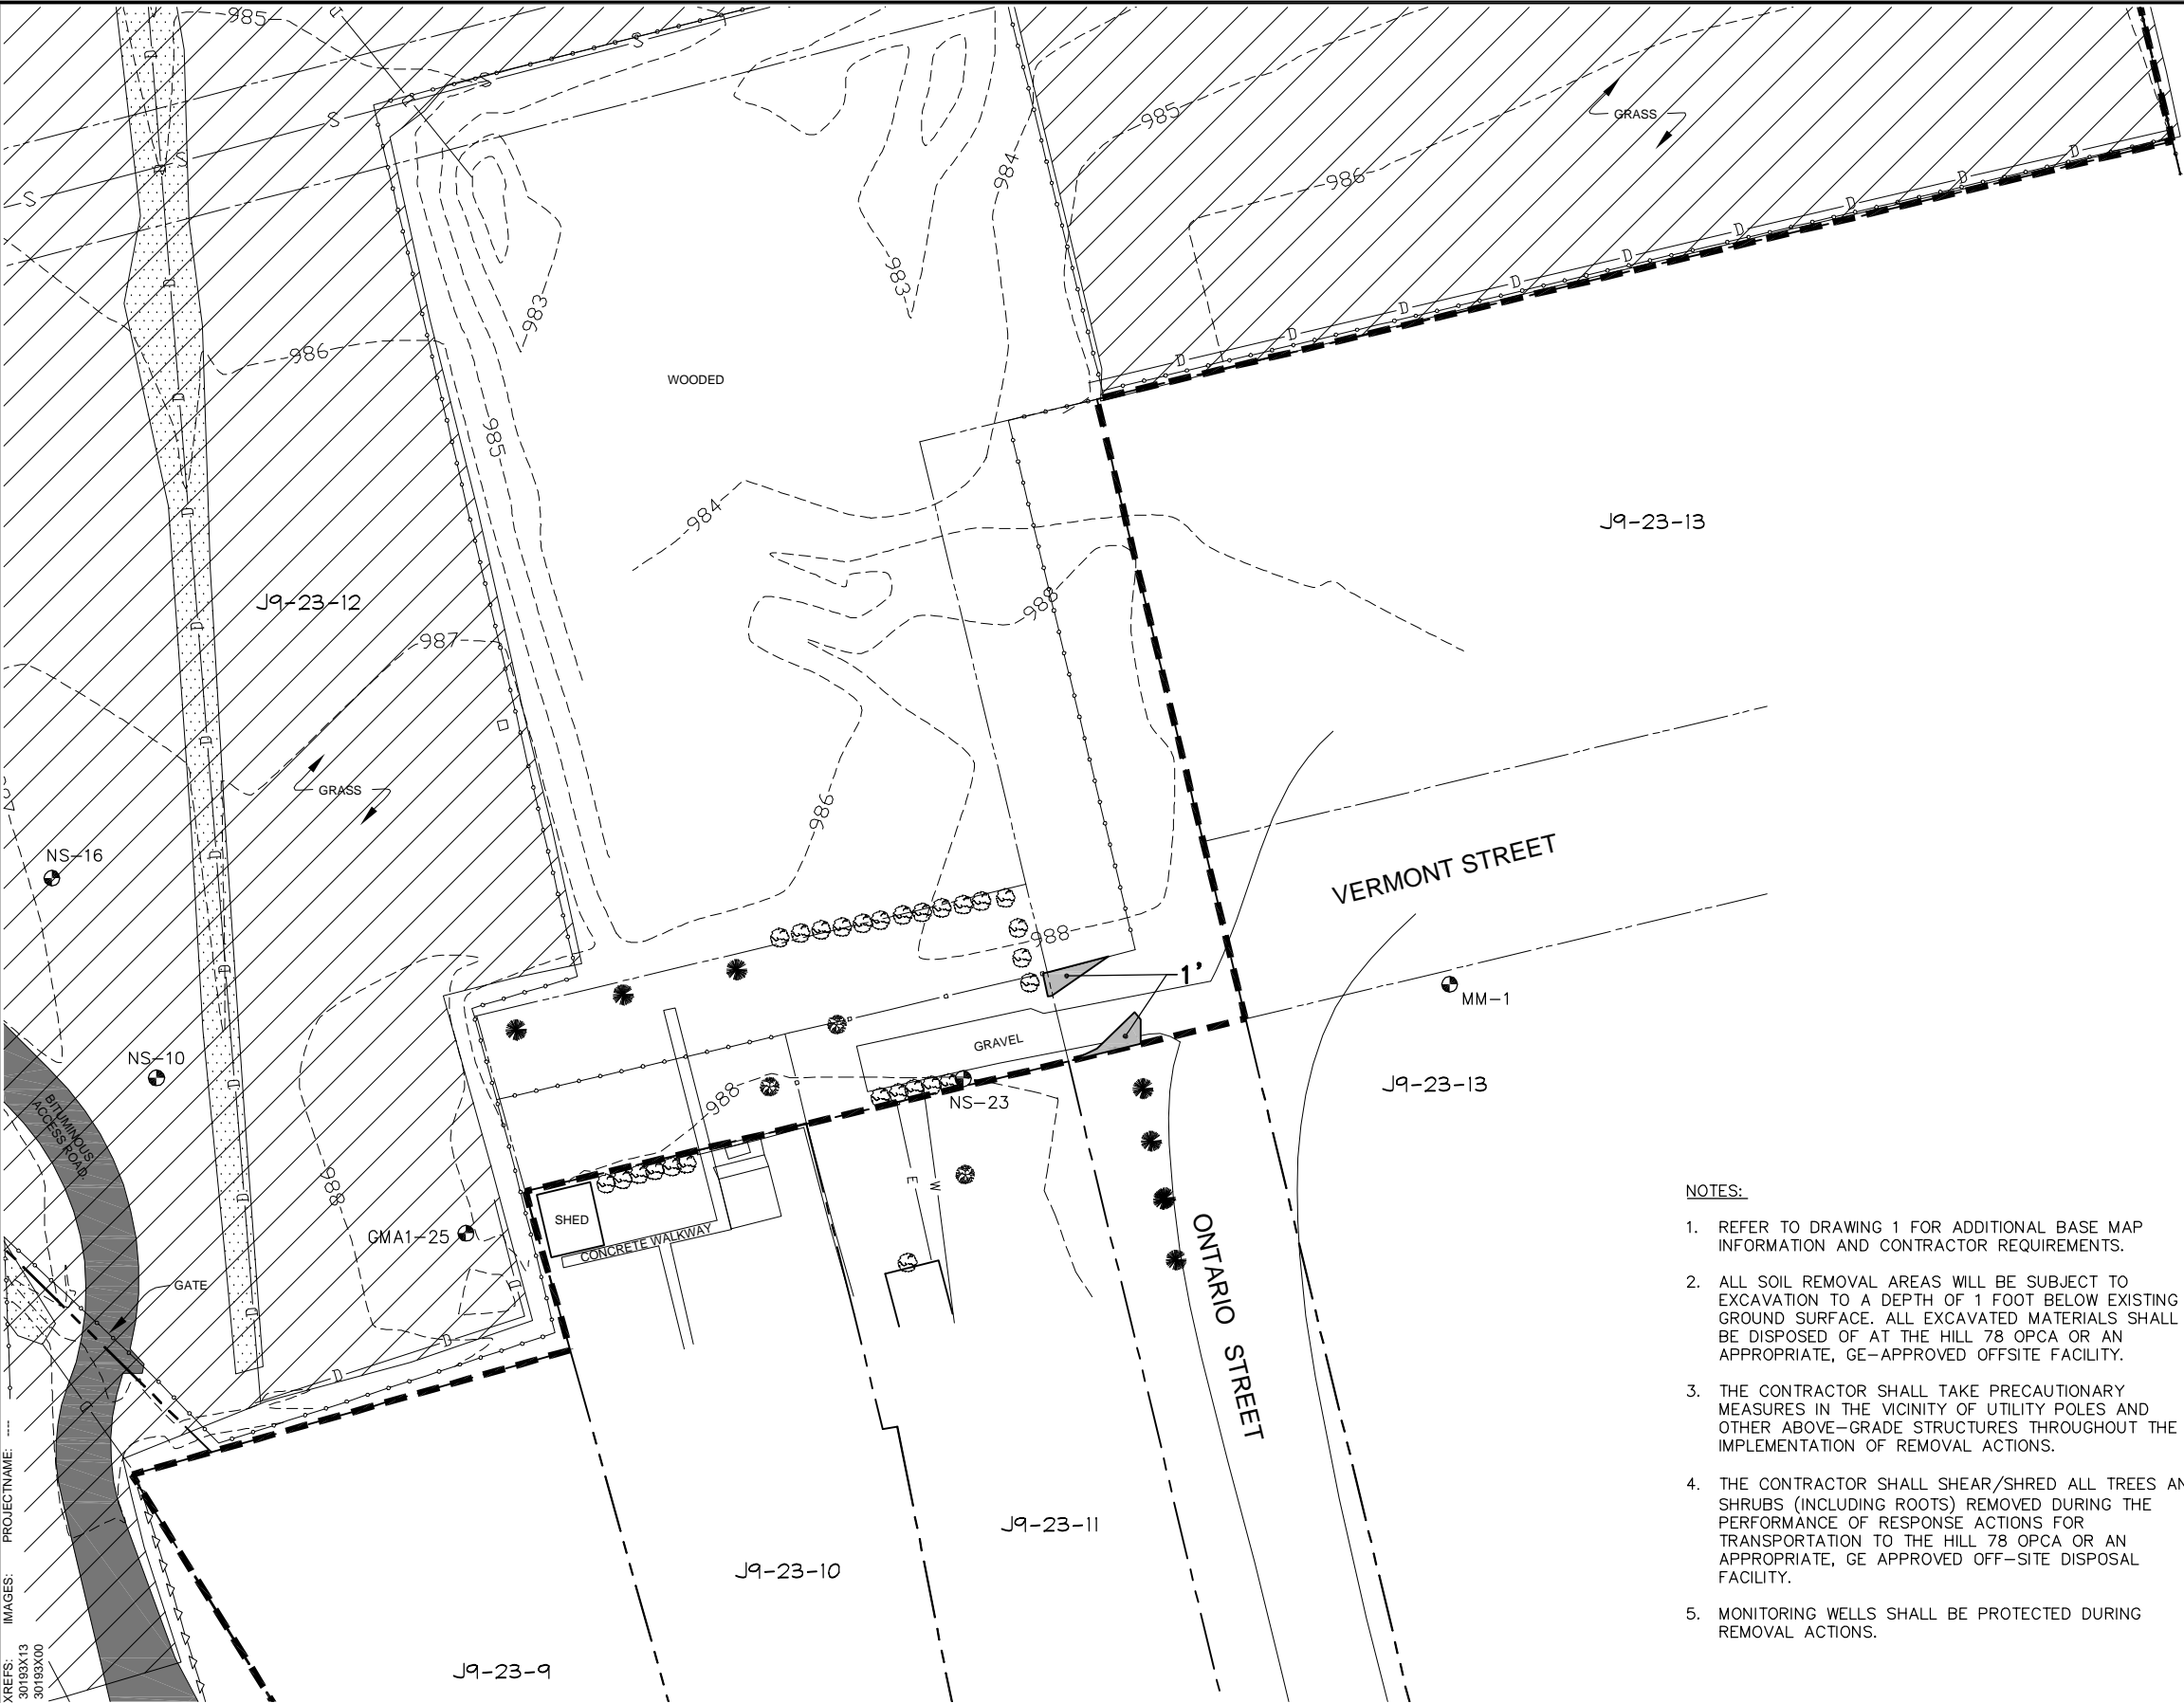 985
S
S
S
S
S
985
GRASS
986
984
983
983
986
WOODED
985
984
J9-23-13
988
J9-23-12
987
GRASS
986
NS-16
VERMONT STREET
988
1'
MM-1
GRAVEL
NS-10
J9-23-13
988
NS-23
BITUMINOUS
ACCESS ROAD
988
E
W
SHED
GMA1-25
CONCRETE WALKWAY
ONTARIO STREET
GATE
J9-23-11
J9-23-10
J9-23-9
NOTES:
1. REFER TO DRAWING 1 FOR ADDITIONAL BASE MAP
INFORMATION AND CONTRACTOR REQUIREMENTS.
2. ALL SOIL REMOVAL AREAS WILL BE SUBJECT TO
EXCAVATION TO A DEPTH OF 1 FOOT BELOW EXISTING
GROUND SURFACE. ALL EXCAVATED MATERIALS SHALL
BE DISPOSED OF AT THE HILL 78 OPCA OR AN
APPROPRIATE, GE-APPROVED OFFSITE FACILITY.
3. THE CONTRACTOR SHALL TAKE PRECAUTIONARY
MEASURES IN THE VICINITY OF UTILITY POLES AND
OTHER ABOVE-GRADE STRUCTURES THROUGHOUT THE
IMPLEMENTATION OF REMOVAL ACTIONS.
4. THE CONTRACTOR SHALL SHEAR/SHRED ALL TREES AN
SHRUBS (INCLUDING ROOTS) REMOVED DURING THE
PERFORMANCE OF RESPONSE ACTIONS FOR
TRANSPORTATION TO THE HILL 78 OPCA OR AN
APPROPRIATE, GE APPROVED OFF-SITE DISPOSAL
FACILITY.
5. MONITORING WELLS SHALL BE PROTECTED DURING
REMOVAL ACTIONS.
XREFS: IMAGES: PROJECTNAME: ----
30193X13
30193X00